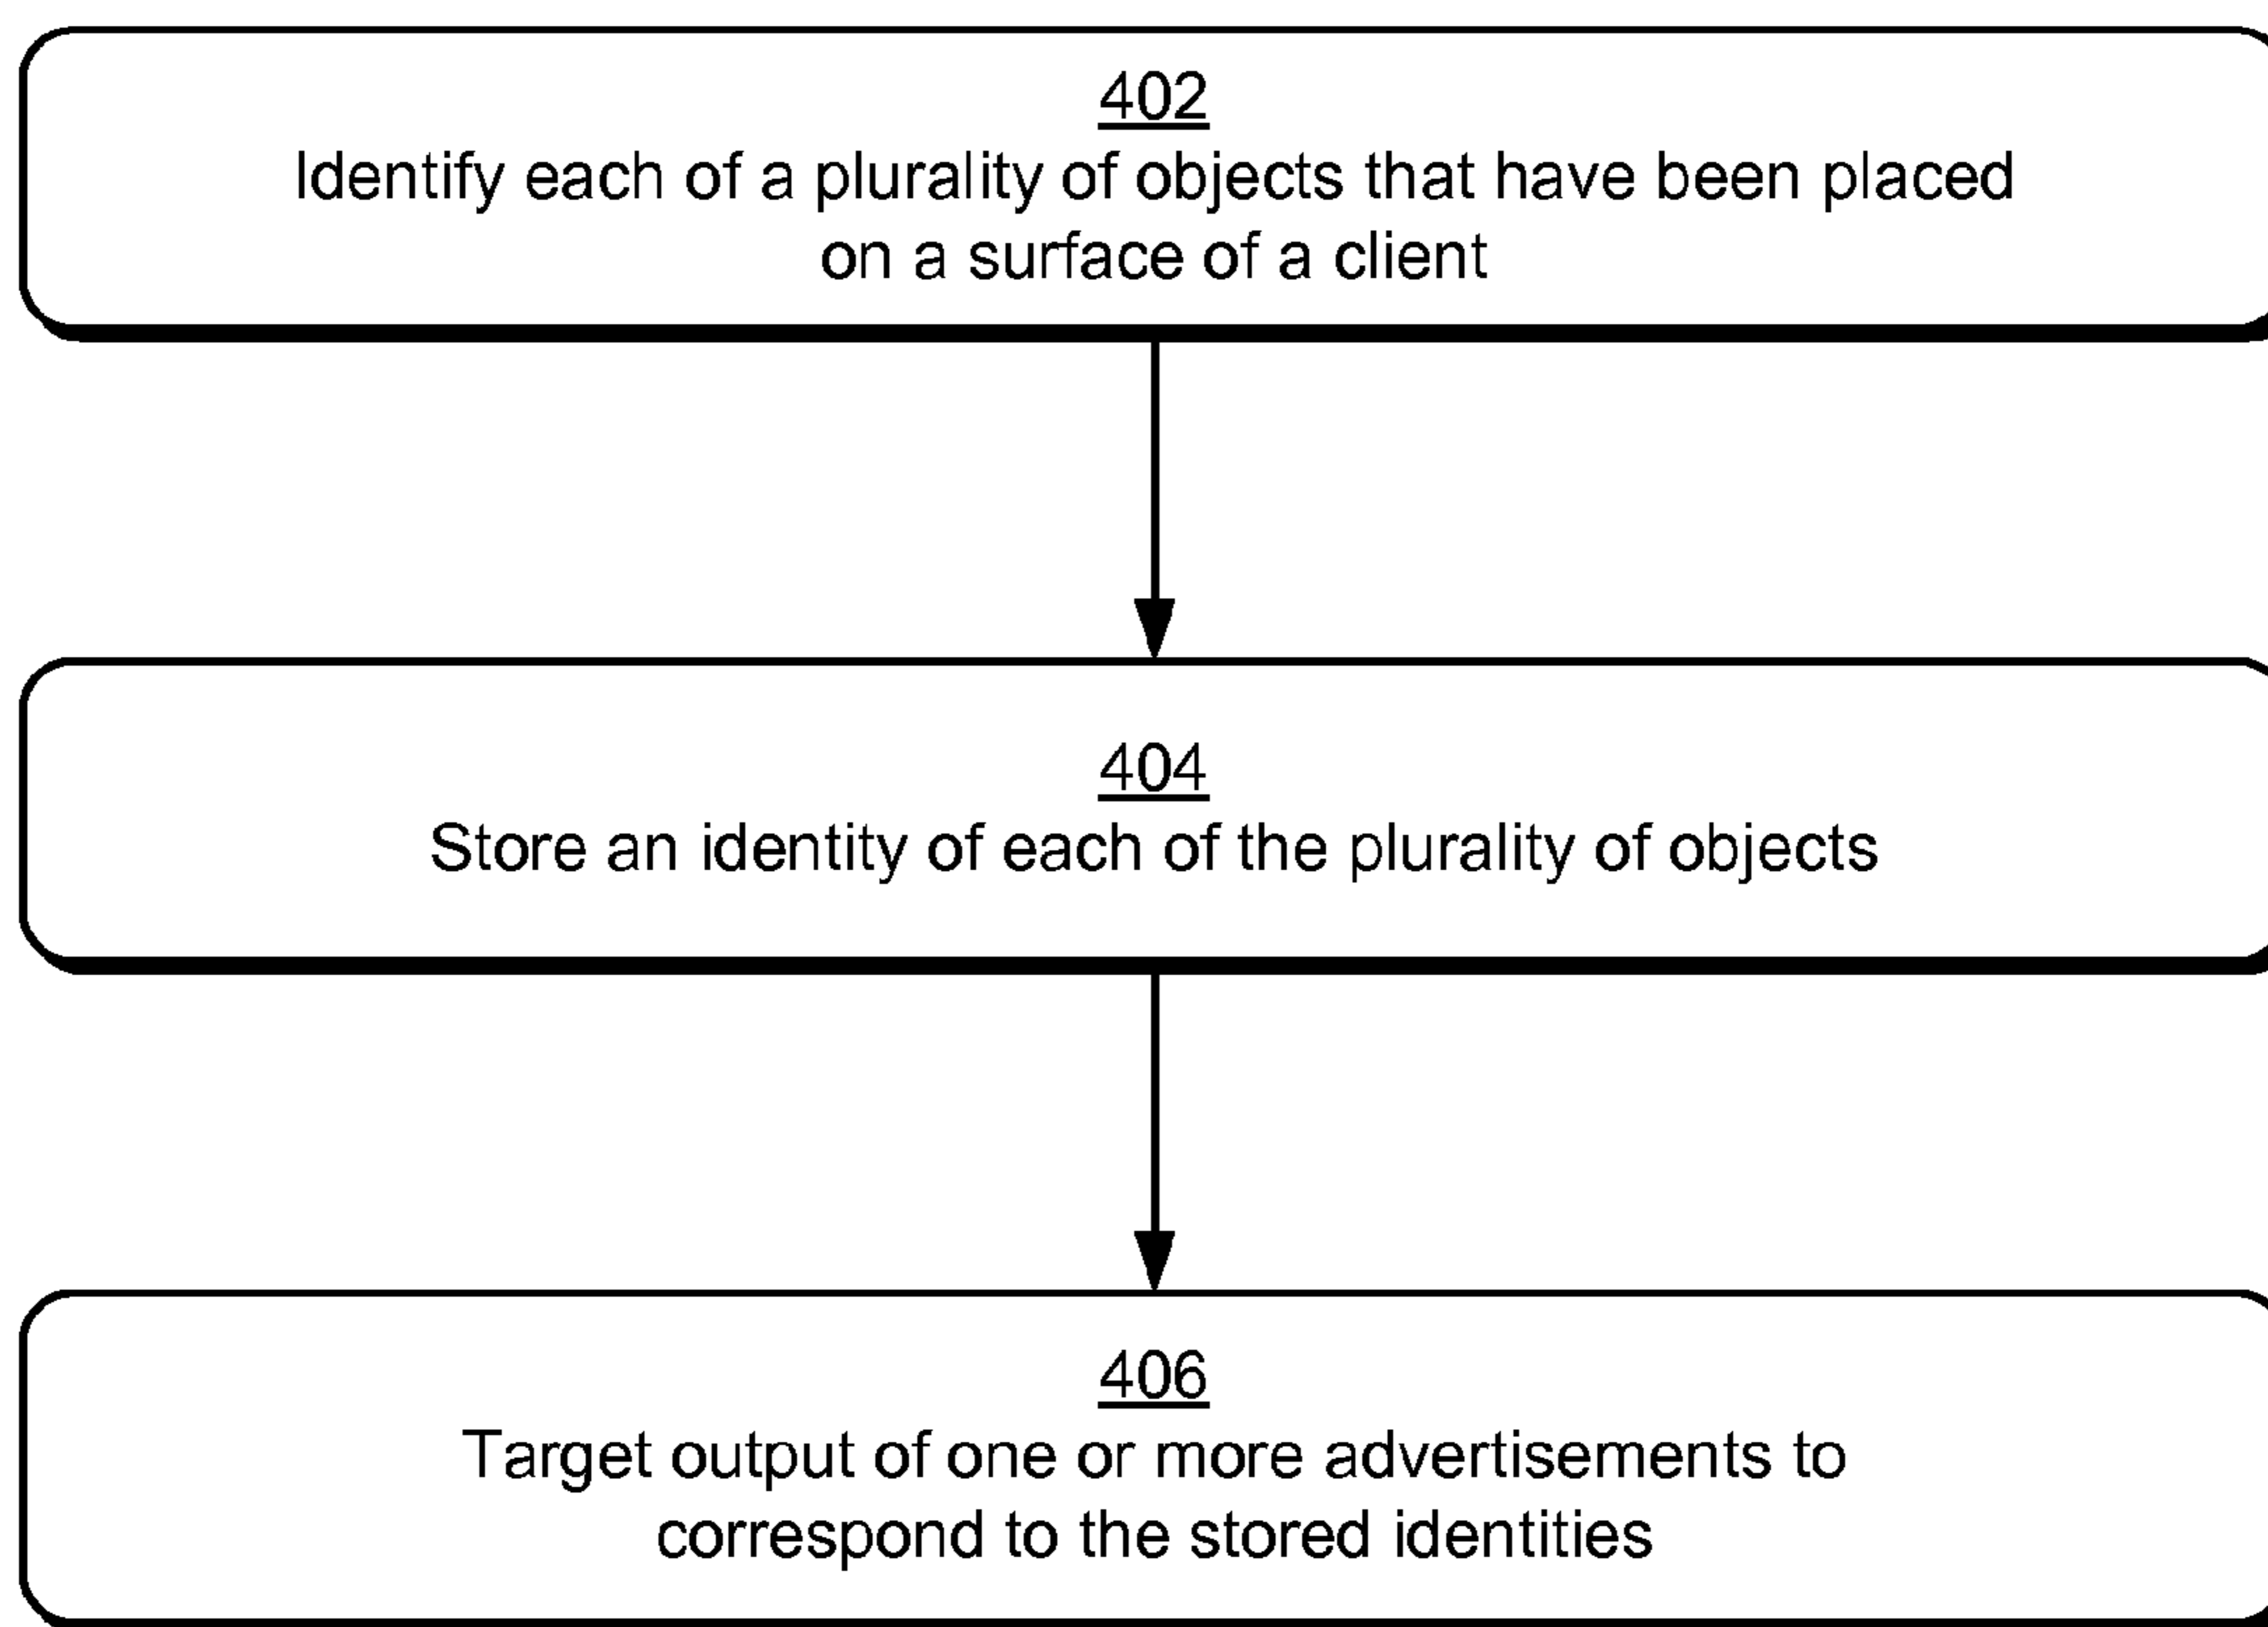 402
Identify each of a plurality of objects that have been placed
on a surface of a client
404
Store an identity of each of the plurality of objects
406
Target output of one or more advertisements to
correspond to the stored identities